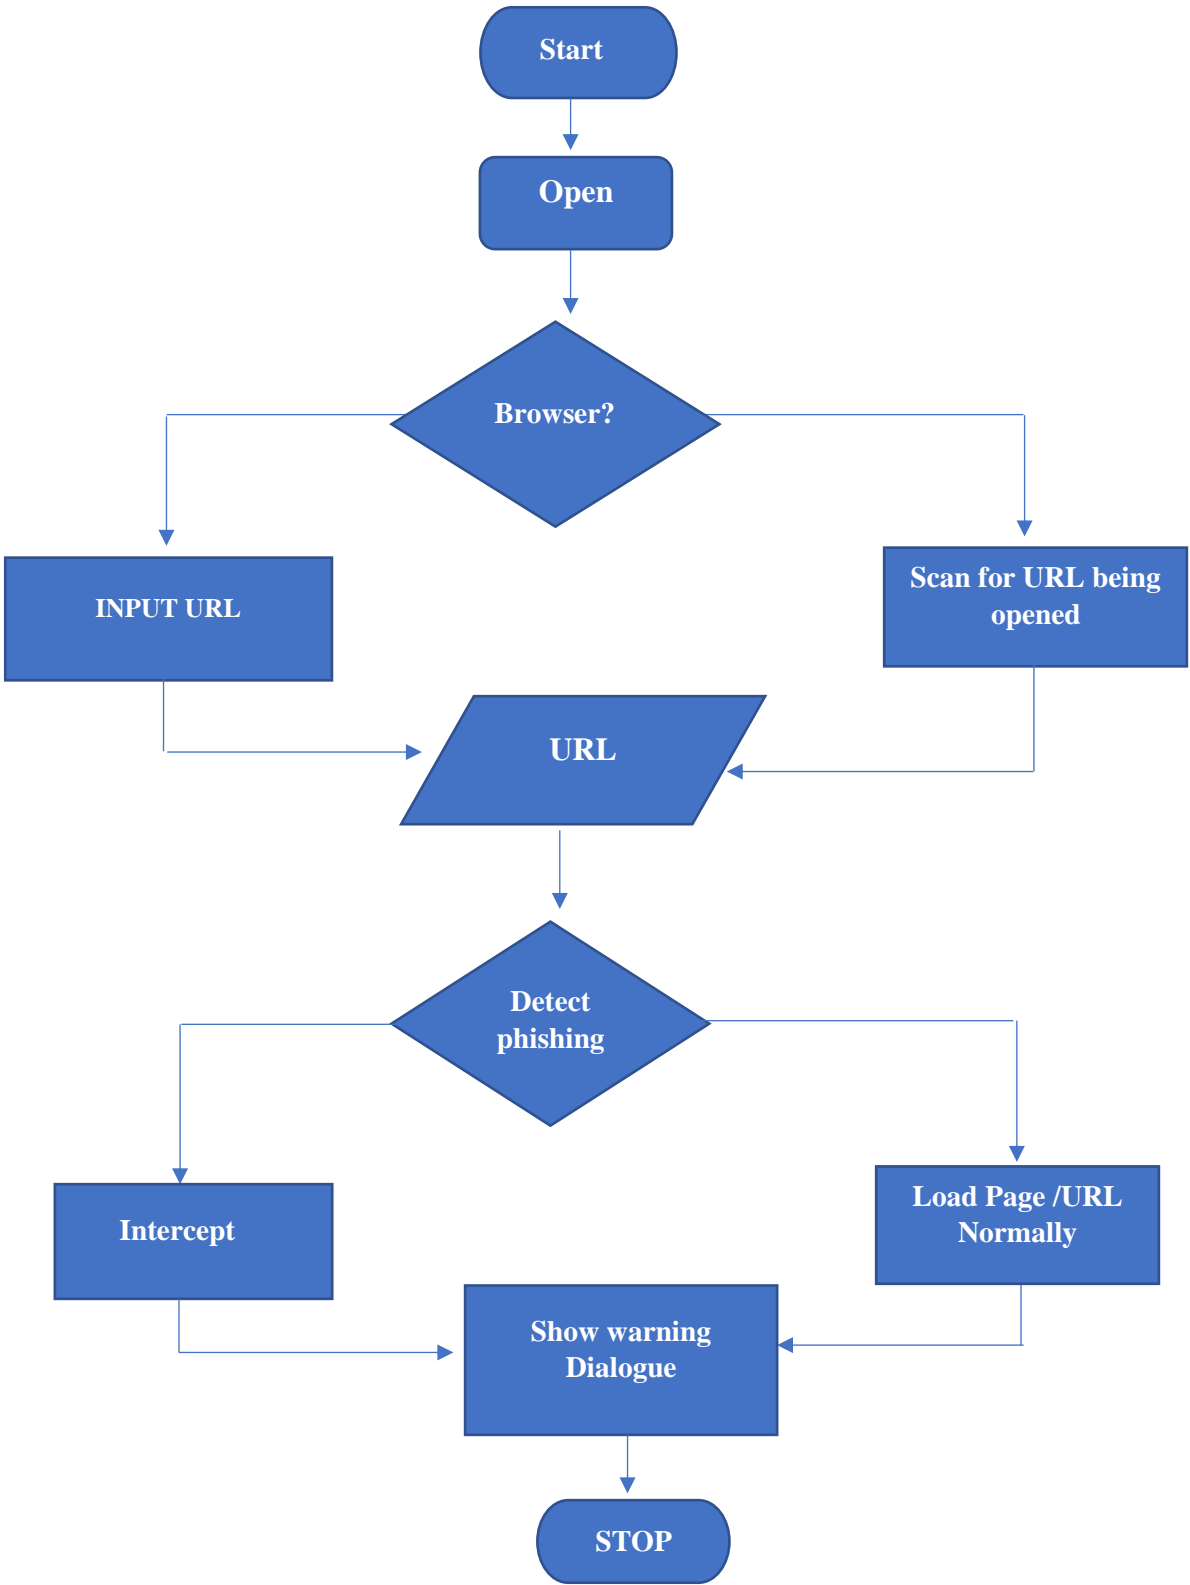 Start
Open
Browser?
INPUT URL
Scan for URL being
opened
URL
Detect
phishing
Intercept
Load Page /URL
Normally
Show warning
Dialogue
STOP